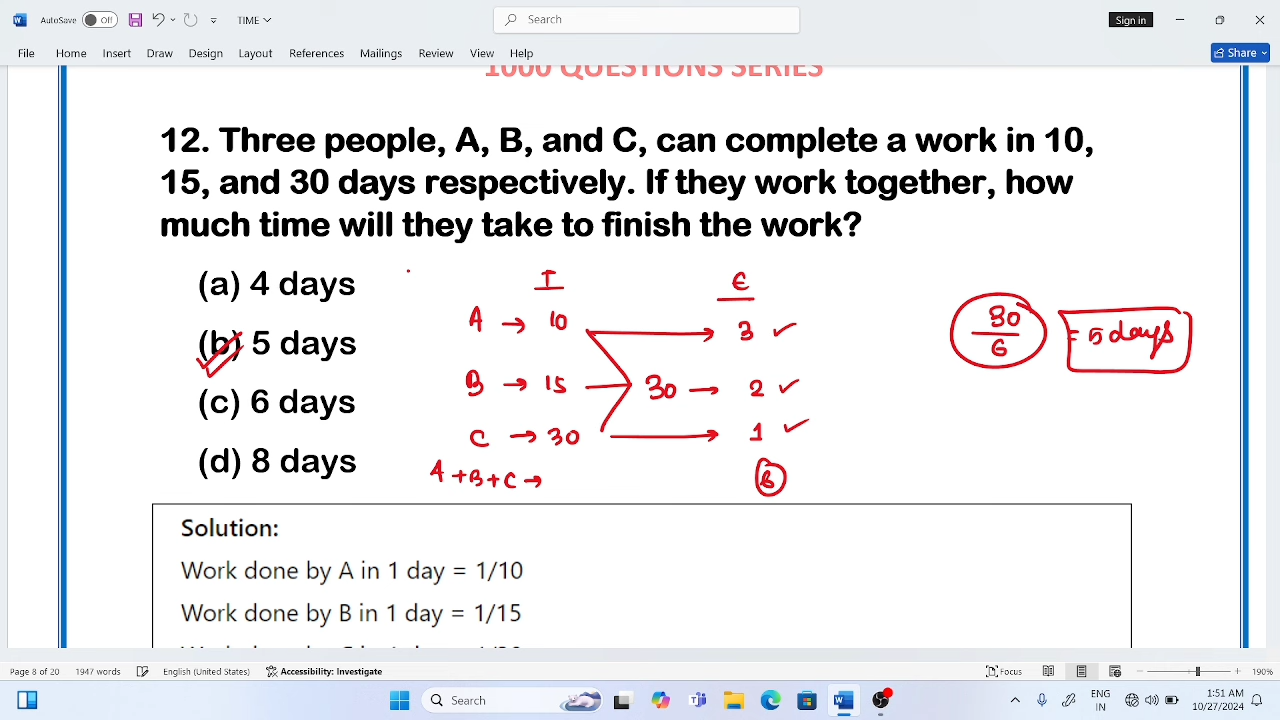 AutoSave Off TIME Search Sign in
File Home Insert Draw Design Layout References Mailings Review View Help Share
1000 QUESTIONS SERIES
12. Three people, A, B, and C, can complete a work in 10,
15, and 30 days respectively. If they work together, how
much time will they take to finish the work?
(a) 4 days
(b) 5 days
(c) 6 days
(d) 8 days
T E
A → 10 3 ✓
B → 15 30 → 2 ✓
C → 30 1 ✓
A+B+C → 6
30/6 = 5 days
Solution:
Work done by A in 1 day = 1/10
Work done by B in 1 day = 1/15
Page 8 of 20 1947 words English (United States) Accessibility: Investigate Focus 190%
Search ENG IN 1:51 AM 10/27/2024